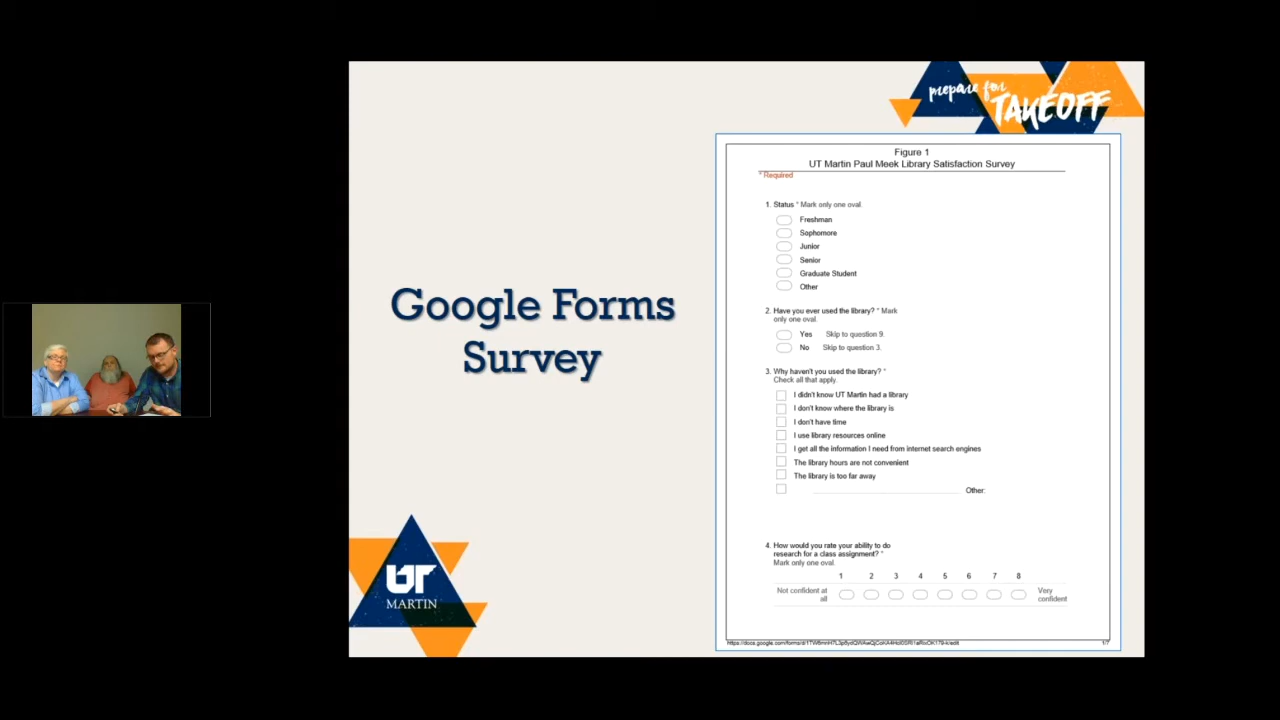 prepare for
TAKEOFF
Google Forms
Survey
UT
MARTIN
Figure 1
UT Martin Paul Meek Library Satisfaction Survey
* Required
1. Status * Mark only one oval.
Freshman
Sophomore
Junior
Senior
Graduate Student
Other
2. Have you ever used the library? * Mark
only one oval.
Yes Skip to question 9.
No Skip to question 3.
3. Why haven't you used the library? *
Check all that apply.
I didn't know UT Martin had a library
I don't know where the library is
I don't have time
I use library resources online
I get all the information I need from internet search engines
The library hours are not convenient
The library is too far away
Other:
4. How would you rate your ability to do
research for a class assignment? *
Mark only one oval.
1 2 3 4 5 6 7 8
Not confident at
all
Very
confident
1/7